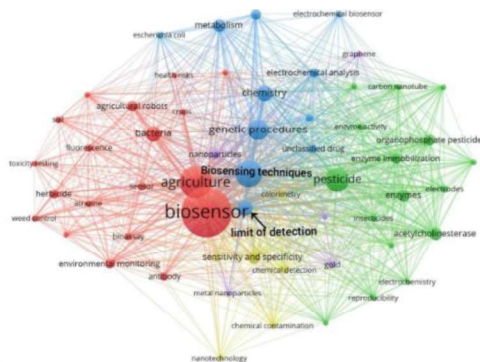 electrochemical biosensor
metabolism
escherichia coli
graphene
health risks
electrochemical analysis
carbon nanotube
chemistry
agricultural robots
crops
soil
genetic procedures
enzyme activity
bacteria
organophosphate pesticide
fluorescence
nanoparticles
unclassified drug
enzyme immobilization
toxicity testing
Biosensing techniques
agriculture
pesticide
sensor
herbicide
colorimetry
enzymes
electrodes
atrazine
biosensor
weed control
insecticides
limit of detection
acetylcholinesterase
bioassay
sensitivity and specificity
environmental monitoring
chemical detection
gold
antibody
electrochemistry
metal nanoparticles
reproducibility
chemical contamination
nanotechnology